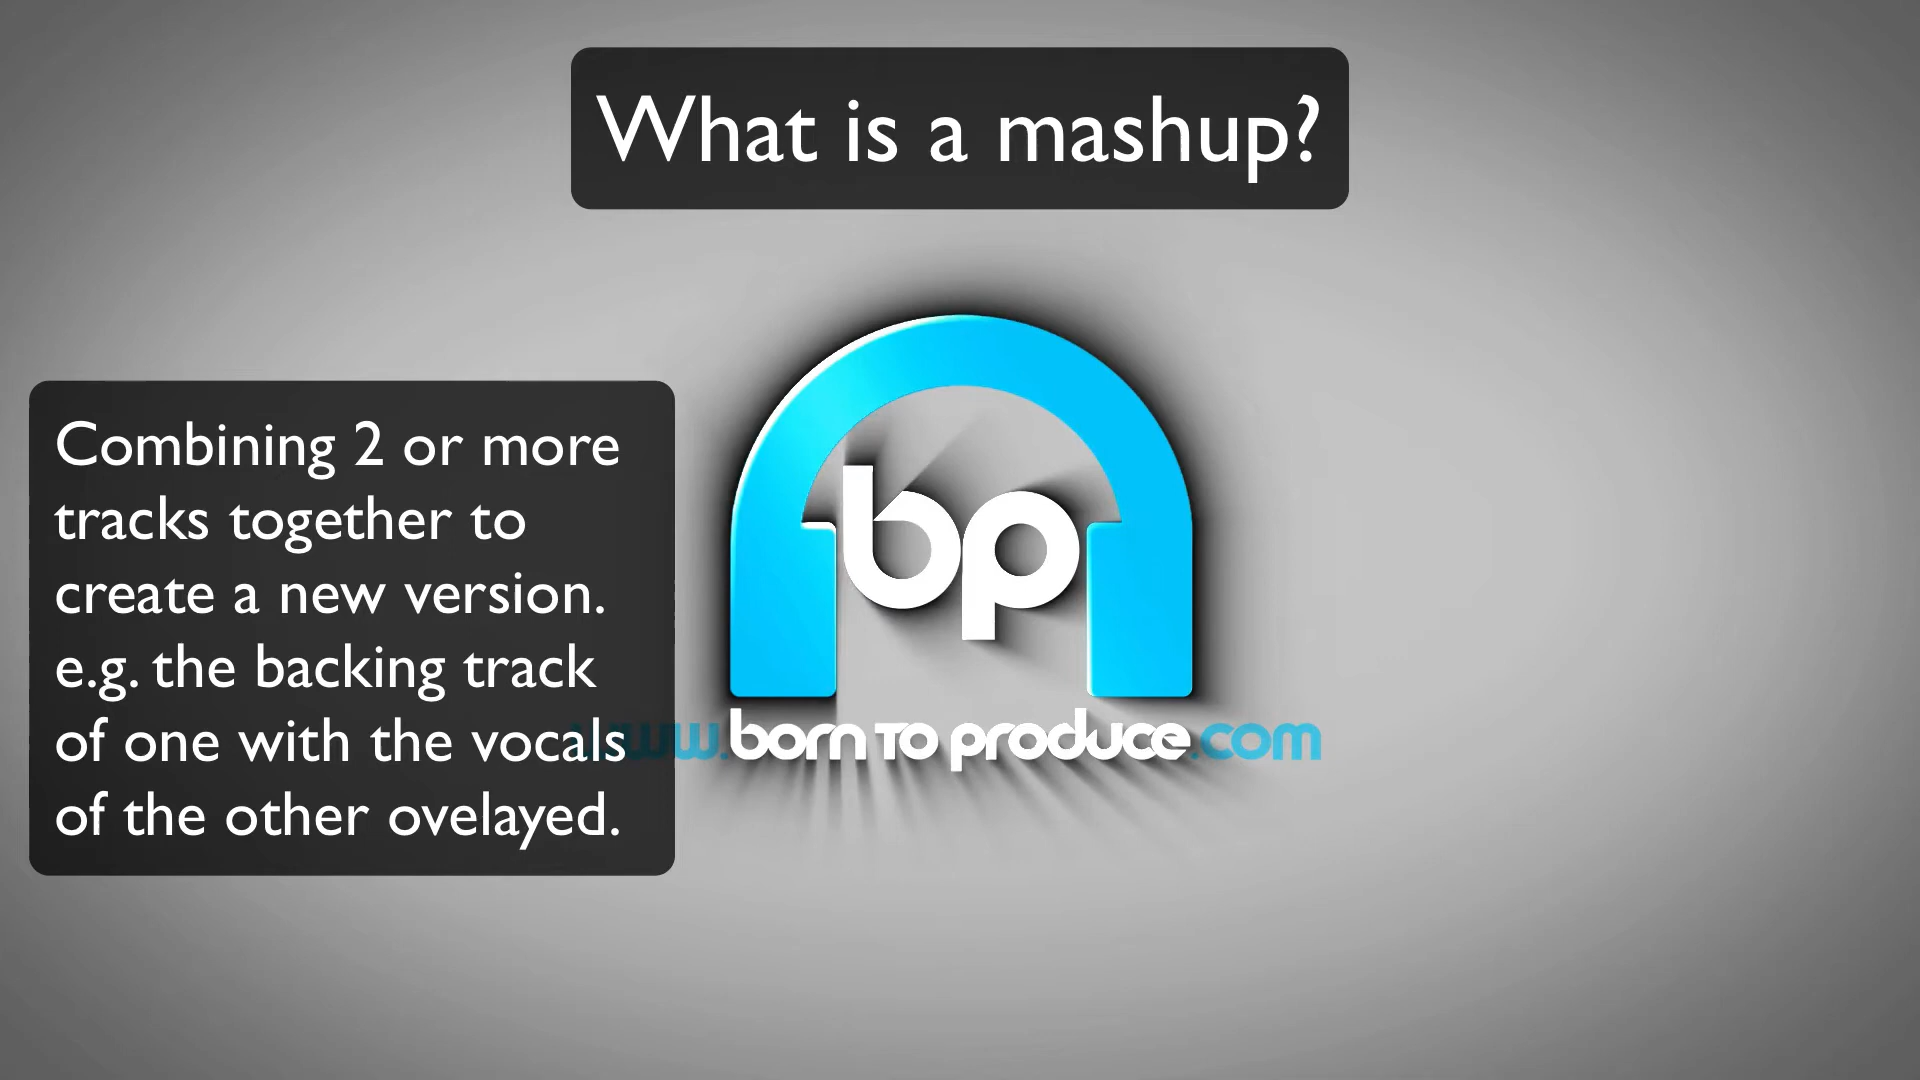 What is a mashup?
Combining 2 or more
tracks together to
create a new version.
e.g. the backing track
of one with the vocals
of the other ovelayed.
bp
www.born to produce.com